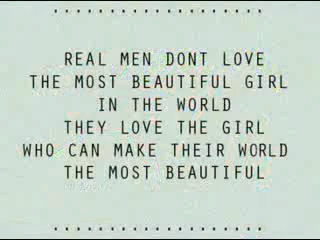 . . . . . . . . . . . . . . . . . . .
REAL MEN DONT LOVE
THE MOST BEAUTIFUL GIRL
IN THE WORLD
THEY LOVE THE GIRL
WHO CAN MAKE THEIR WORLD
THE MOST BEAUTIFUL
. . . . . . . . . . . . . . . . . . .